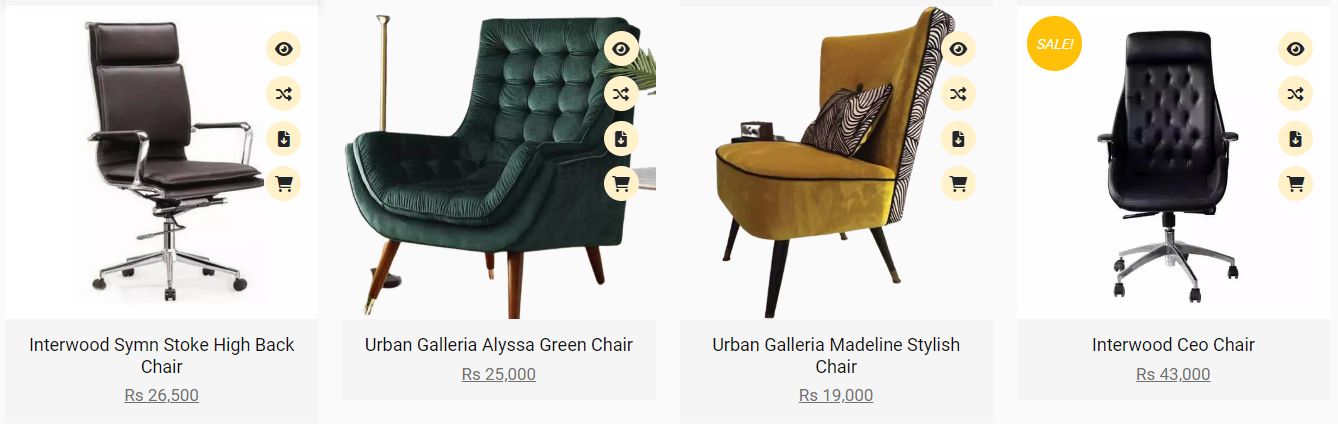 SALE!
Interwood Symn Stoke High Back
Chair
Rs 26,500
Urban Galleria Alyssa Green Chair
Rs 25,000
Urban Galleria Madeline Stylish
Chair
Rs 19,000
Interwood Ceo Chair
Rs 43,000